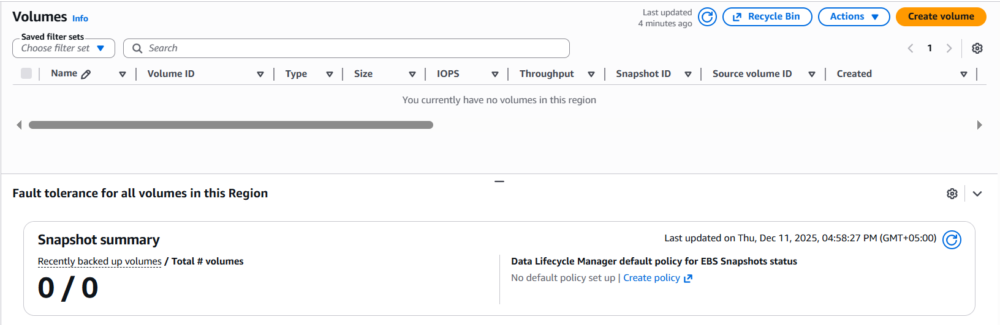 Volumes Info
Last updated
4 minutes ago
Recycle Bin
Actions
Create volume
Saved filter sets
Choose filter set
Search
1
Name Volume ID Type Size IOPS Throughput Snapshot ID Source volume ID Created
You currently have no volumes in this region
Fault tolerance for all volumes in this Region
Snapshot summary
Last updated on Thu, Dec 11, 2025, 04:58:27 PM (GMT+05:00)
Recently backed up volumes / Total # volumes
0 / 0
Data Lifecycle Manager default policy for EBS Snapshots status
No default policy set up | Create policy